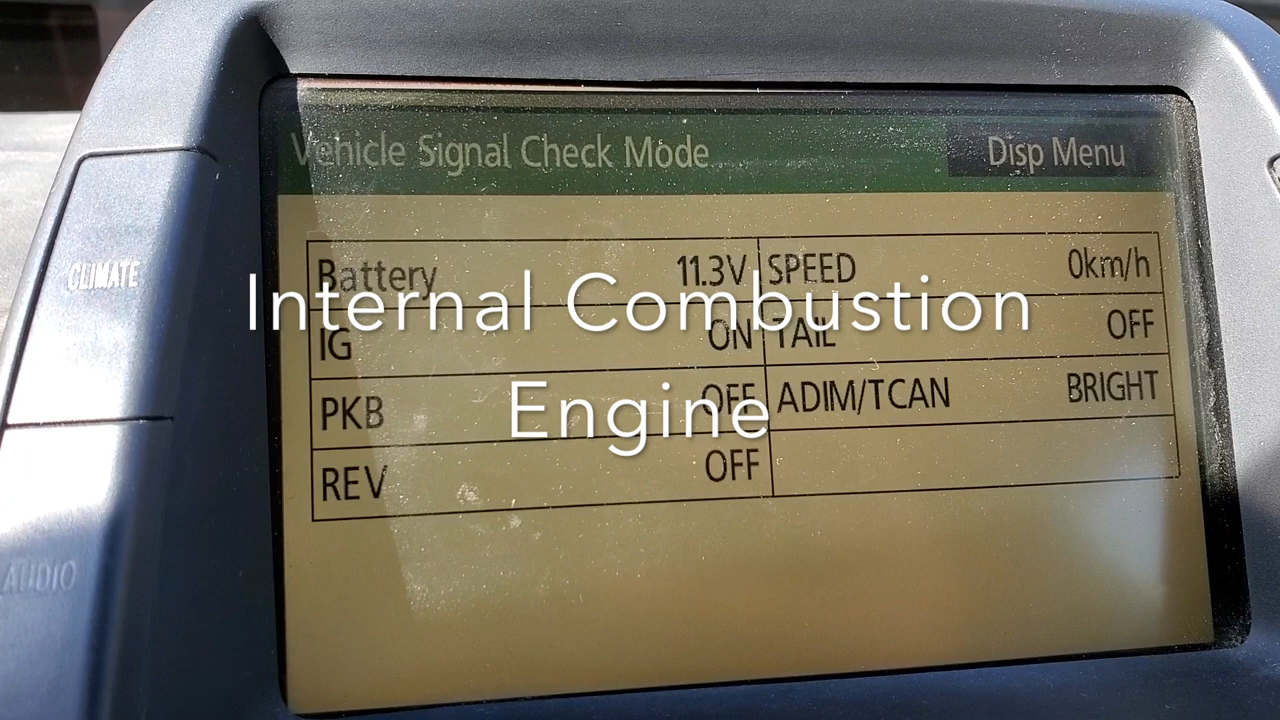 Vehicle Signal Check Mode Disp Menu
CLIMATE
Battery 11.3V SPEED 0km/h
Internal Combustion
IG ON TAIL OFF
Engine
PKB OFF ADIM/TCAN BRIGHT
REV OFF
AUDIO